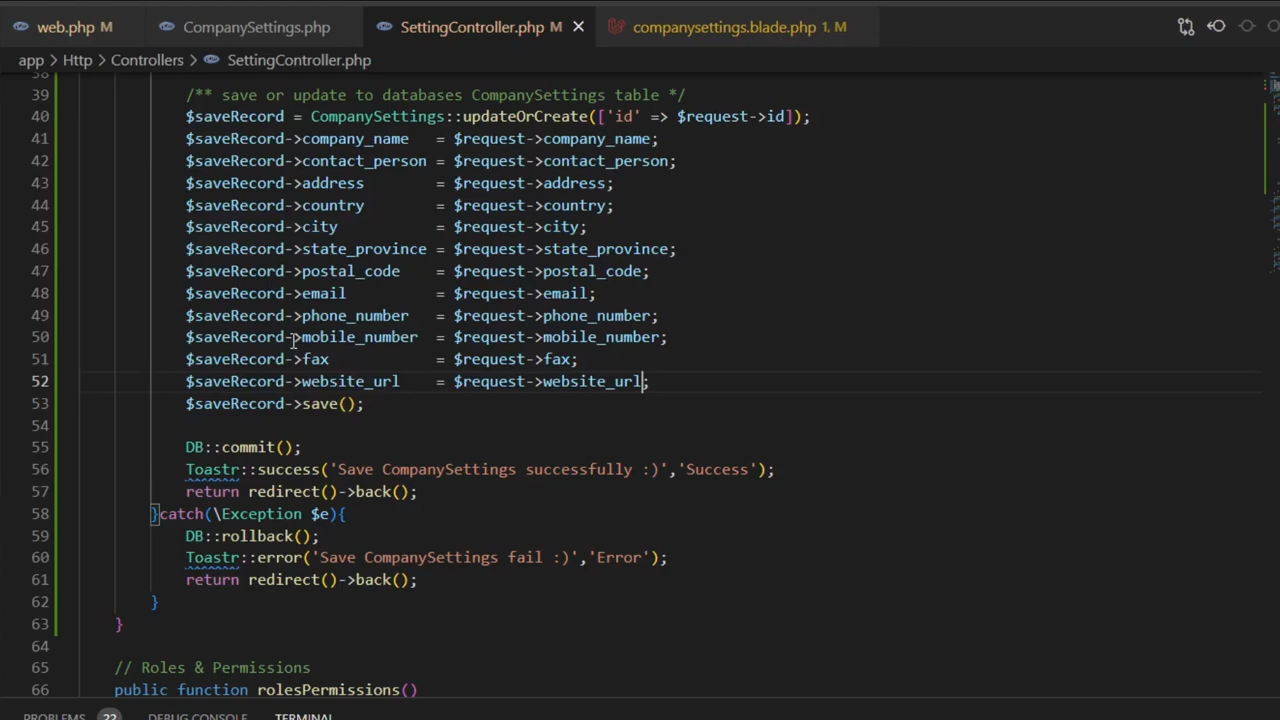 web.php M CompanySettings.php SettingController.php M companysettings.blade.php 1, M
app > Http > Controllers > SettingController.php
38
39 /** save or update to databases CompanySettings table */
40 $saveRecord = CompanySettings::updateOrCreate(['id' => $request->id]);
41 $saveRecord->company_name = $request->company_name;
42 $saveRecord->contact_person = $request->contact_person;
43 $saveRecord->address = $request->address;
44 $saveRecord->country = $request->country;
45 $saveRecord->city = $request->city;
46 $saveRecord->state_province = $request->state_province;
47 $saveRecord->postal_code = $request->postal_code;
48 $saveRecord->email = $request->email;
49 $saveRecord->phone_number = $request->phone_number;
50 $saveRecord->mobile_number = $request->mobile_number;
51 $saveRecord->fax = $request->fax;
52 $saveRecord->website_url = $request->website_url;
53 $saveRecord->save();
54
55 DB::commit();
56 Toastr::success('Save CompanySettings successfully :)','Success');
57 return redirect()->back();
58 }catch(\Exception $e){
59 DB::rollback();
60 Toastr::error('Save CompanySettings fail :)','Error');
61 return redirect()->back();
62 }
63 }
64
65 // Roles & Permissions
66 public function rolesPermissions()
PROBLEMS 22 DEBUG CONSOLE TERMINAL